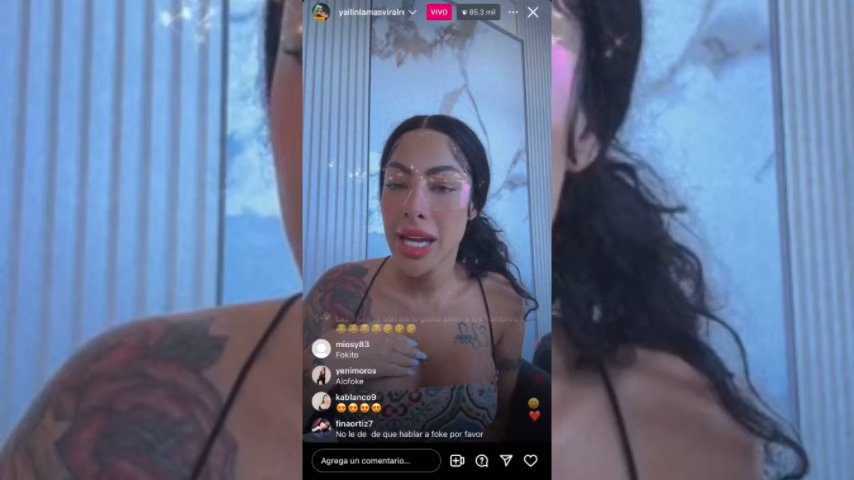 yailinlamasviralre
VIVO
85.3 mil
miosy83
Fokito
yenimoros
Alofoke
kablanco9
finaortiz7
No le de de que hablar a foke por favor
Agrega un comentario...